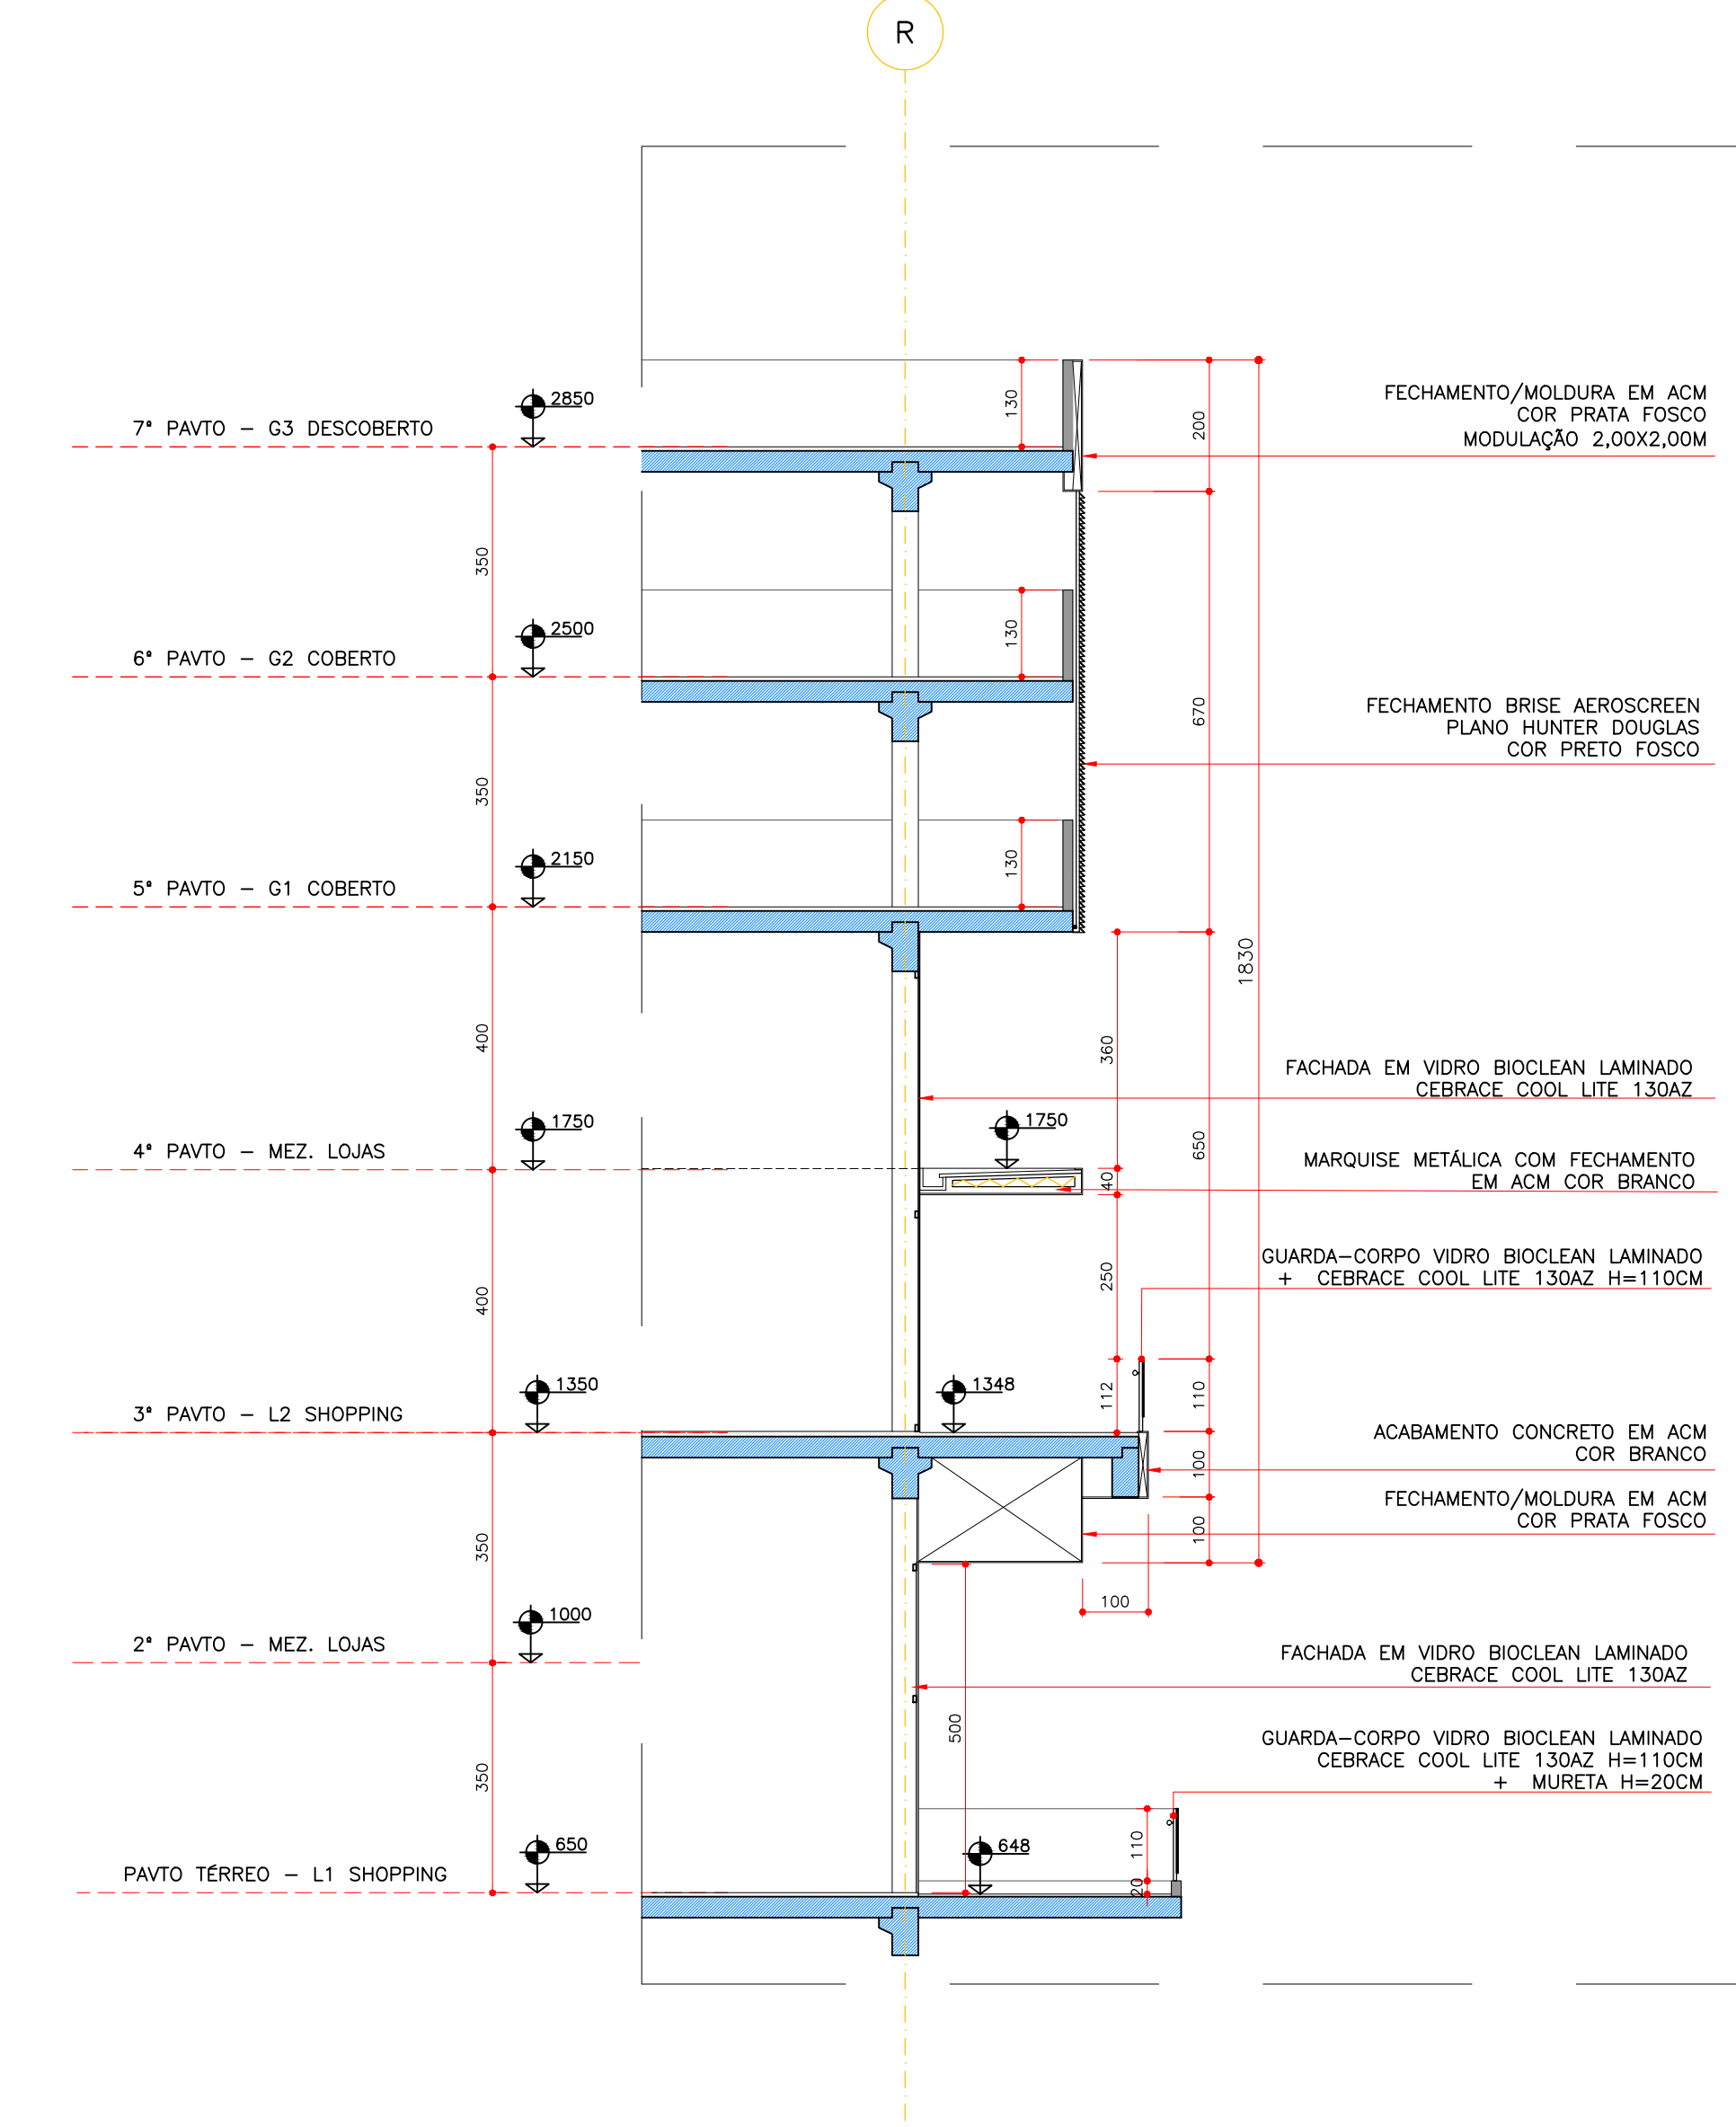 R
2850
7ª PAVTO – G3 DESCOBERTO
130
200
FECHAMENTO/MOLDURA EM ACM
COR PRATA FOSCO
MODULAÇÃO 2,00X2,00M
350
2500
6ª PAVTO – G2 COBERTO
130
670
FECHAMENTO BRISE AEROSCREEN
PLANO HUNTER DOUGLAS
COR PRETO FOSCO
350
2150
5ª PAVTO – G1 COBERTO
130
1830
400
360
FACHADA EM VIDRO BIOCLEAN LAMINADO
CEBRACE COOL LITE 130AZ
1750
4ª PAVTO – MEZ. LOJAS
1750
650
40
MARQUISE METÁLICA COM FECHAMENTO
EM ACM COR BRANCO
400
250
GUARDA–CORPO VIDRO BIOCLEAN LAMINADO
+ CEBRACE COOL LITE 130AZ H=110CM
1350
3ª PAVTO – L2 SHOPPING
1348
112
110
ACABAMENTO CONCRETO EM ACM
COR BRANCO
100
FECHAMENTO/MOLDURA EM ACM
COR PRATA FOSCO
350
100
100
1000
2ª PAVTO – MEZ. LOJAS
FACHADA EM VIDRO BIOCLEAN LAMINADO
CEBRACE COOL LITE 130AZ
500
350
GUARDA–CORPO VIDRO BIOCLEAN LAMINADO
CEBRACE COOL LITE 130AZ H=110CM
+ MURETA H=20CM
650
PAVTO TÉRREO – L1 SHOPPING
648
110
20